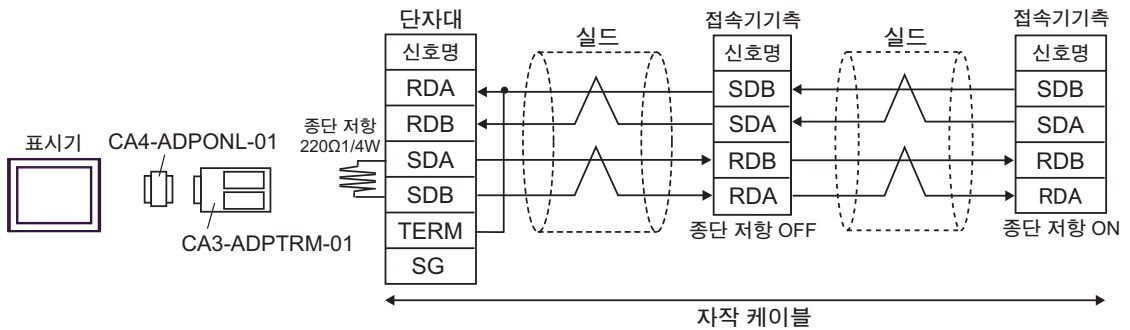 단자대
접속기기측
접속기기측
신호명
실드
신호명
실드
신호명
RDA
SDB
SDB
RDB
SDA
SDA
표시기
CA4-ADPONL-01
종단 저항
220Ω1/4W
SDA
RDB
RDB
SDB
RDA
RDA
CA3-ADPTRM-01
TERM
종단 저항 OFF
종단 저항 ON
SG
자작 케이블